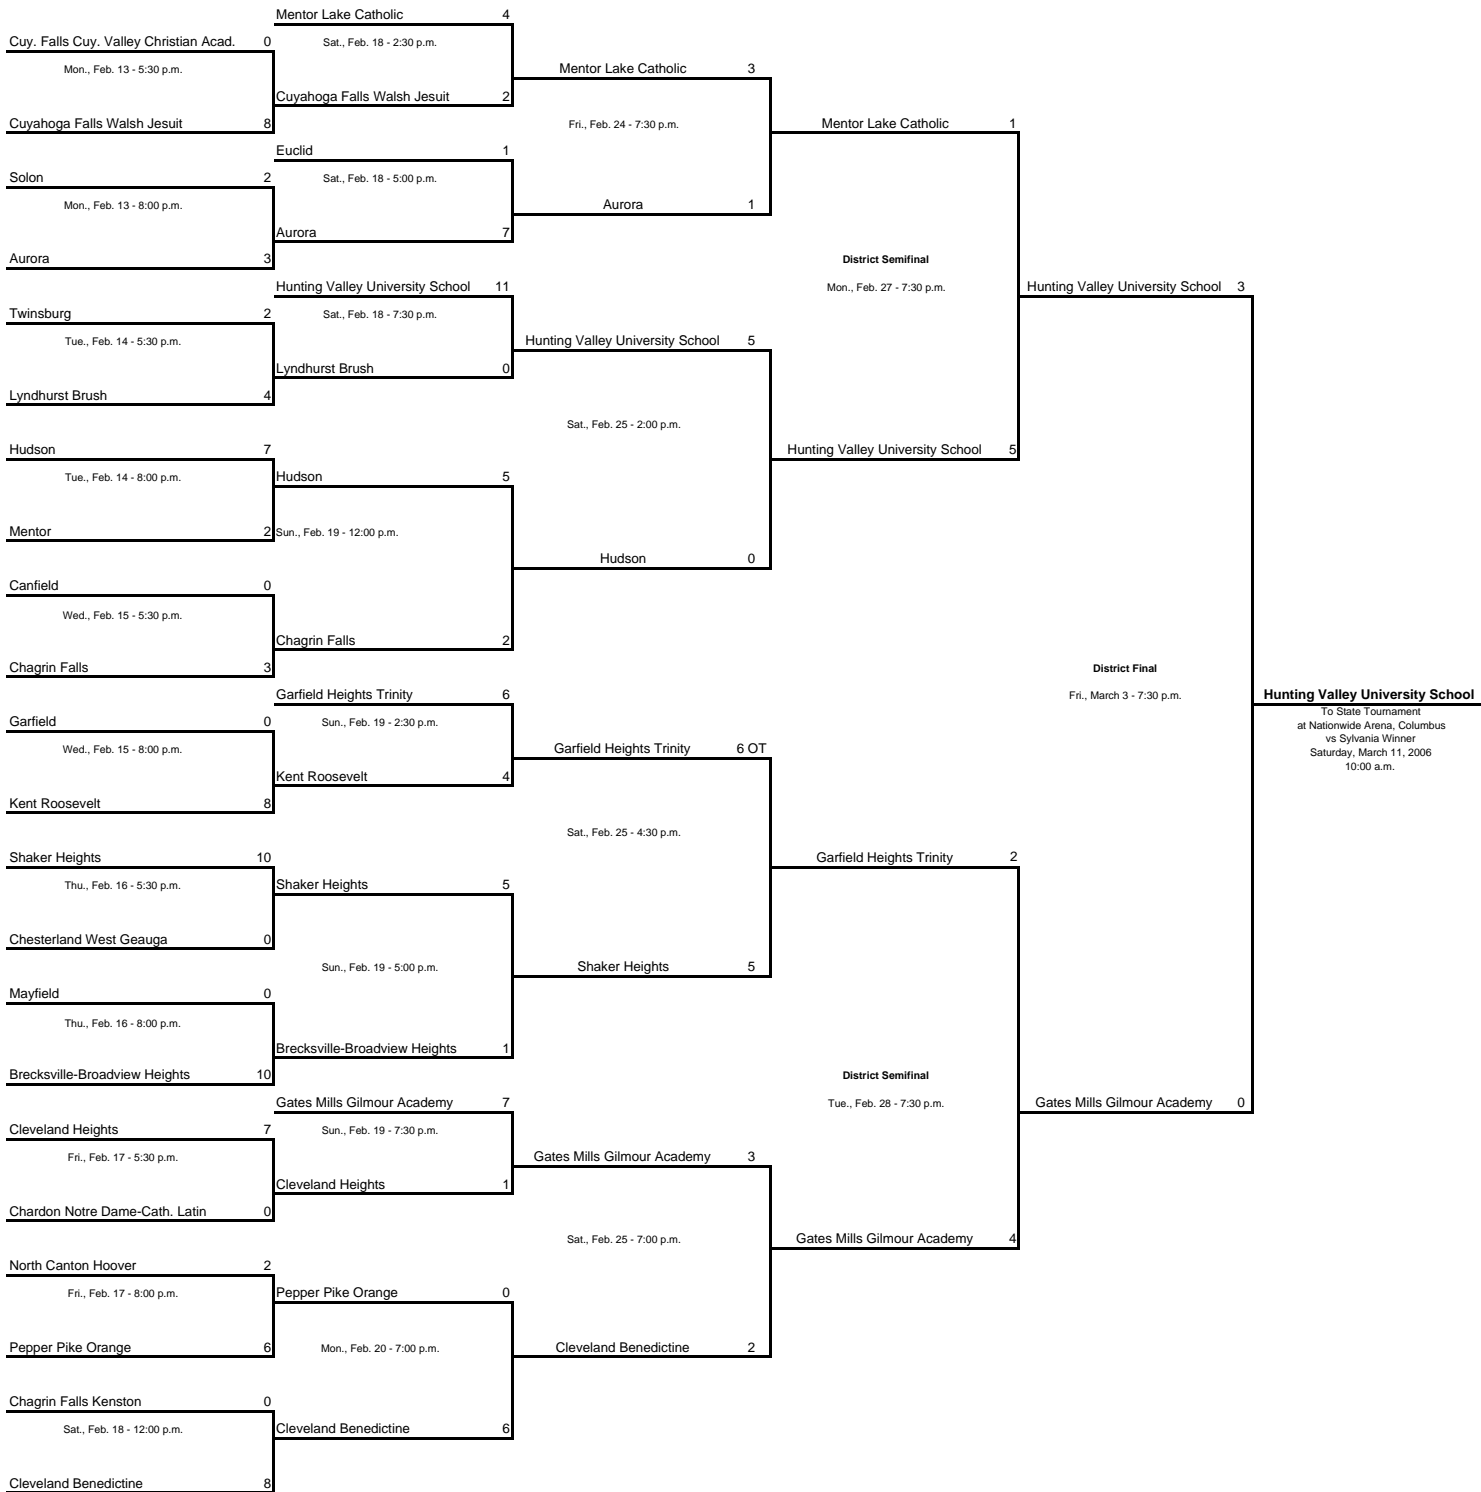 Mentor Lake Catholic 4
Cuy. Falls Cuy. Valley Christian Acad. 0
Sat., Feb. 18 - 2:30 p.m.
Mon., Feb. 13 - 5:30 p.m.
Mentor Lake Catholic 3
Cuyahoga Falls Walsh Jesuit 2
Cuyahoga Falls Walsh Jesuit 8
Fri., Feb. 24 - 7:30 p.m.
Mentor Lake Catholic 1
Euclid 1
Solon 2
Sat., Feb. 18 - 5:00 p.m.
Mon., Feb. 13 - 8:00 p.m.
Aurora 1
Aurora 7
Aurora 3
District Semifinal
Hunting Valley University School 11
Mon., Feb. 27 - 7:30 p.m.
Hunting Valley University School 3
Twinsburg 2
Sat., Feb. 18 - 7:30 p.m.
Tue., Feb. 14 - 5:30 p.m.
Hunting Valley University School 5
Lyndhurst Brush 0
Lyndhurst Brush 4
Sat., Feb. 25 - 2:00 p.m.
Hudson 7
Hunting Valley University School 5
Tue., Feb. 14 - 8:00 p.m.
Hudson 5
Mentor 2
Sun., Feb. 19 - 12:00 p.m.
Hudson 0
Canfield 0
Wed., Feb. 15 - 5:30 p.m.
Chagrin Falls 2
Chagrin Falls 3
District Final
Garfield Heights Trinity 6
Fri., March 3 - 7:30 p.m.
Hunting Valley University School
To State Tournament
at Nationwide Arena, Columbus
vs Sylvania Winner
Saturday, March 11, 2006
10:00 a.m.
Garfield 0
Sun., Feb. 19 - 2:30 p.m.
Wed., Feb. 15 - 8:00 p.m.
Garfield Heights Trinity 6 OT
Kent Roosevelt 4
Kent Roosevelt 8
Sat., Feb. 25 - 4:30 p.m.
Shaker Heights 10
Garfield Heights Trinity 2
Thu., Feb. 16 - 5:30 p.m.
Shaker Heights 5
Chesterland West Geauga 0
Sun., Feb. 19 - 5:00 p.m.
Shaker Heights 5
Mayfield 0
Thu., Feb. 16 - 8:00 p.m.
Brecksville-Broadview Heights 1
Brecksville-Broadview Heights 10
District Semifinal
Gates Mills Gilmour Academy 7
Tue., Feb. 28 - 7:30 p.m.
Gates Mills Gilmour Academy 0
Cleveland Heights 7
Sun., Feb. 19 - 7:30 p.m.
Fri., Feb. 17 - 5:30 p.m.
Gates Mills Gilmour Academy 3
Cleveland Heights 1
Chardon Notre Dame-Cath. Latin 0
Sat., Feb. 25 - 7:00 p.m.
Gates Mills Gilmour Academy 4
North Canton Hoover 2
Fri., Feb. 17 - 8:00 p.m.
Pepper Pike Orange 0
Pepper Pike Orange 6
Mon., Feb. 20 - 7:00 p.m.
Cleveland Benedictine 2
Chagrin Falls Kenston 0
Sat., Feb. 18 - 12:00 p.m.
Cleveland Benedictine 6
Cleveland Benedictine 8